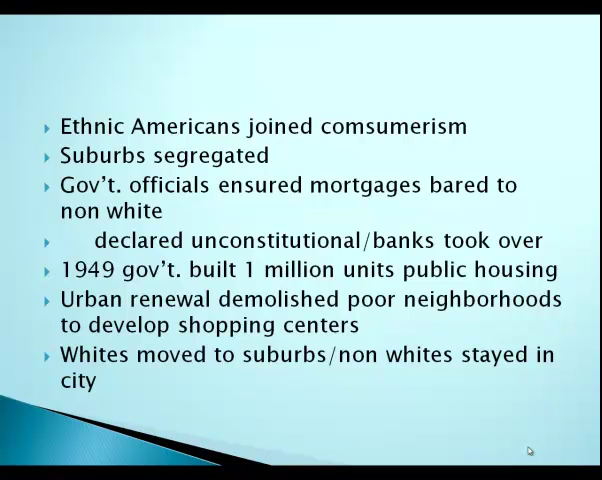 Ethnic Americans joined comsumerism
Suburbs segregated
Gov't. officials ensured mortgages bared to
non white
declared unconstitutional/banks took over
1949 gov't. built 1 million units public housing
Urban renewal demolished poor neighborhoods
to develop shopping centers
Whites moved to suburbs/non whites stayed in
city